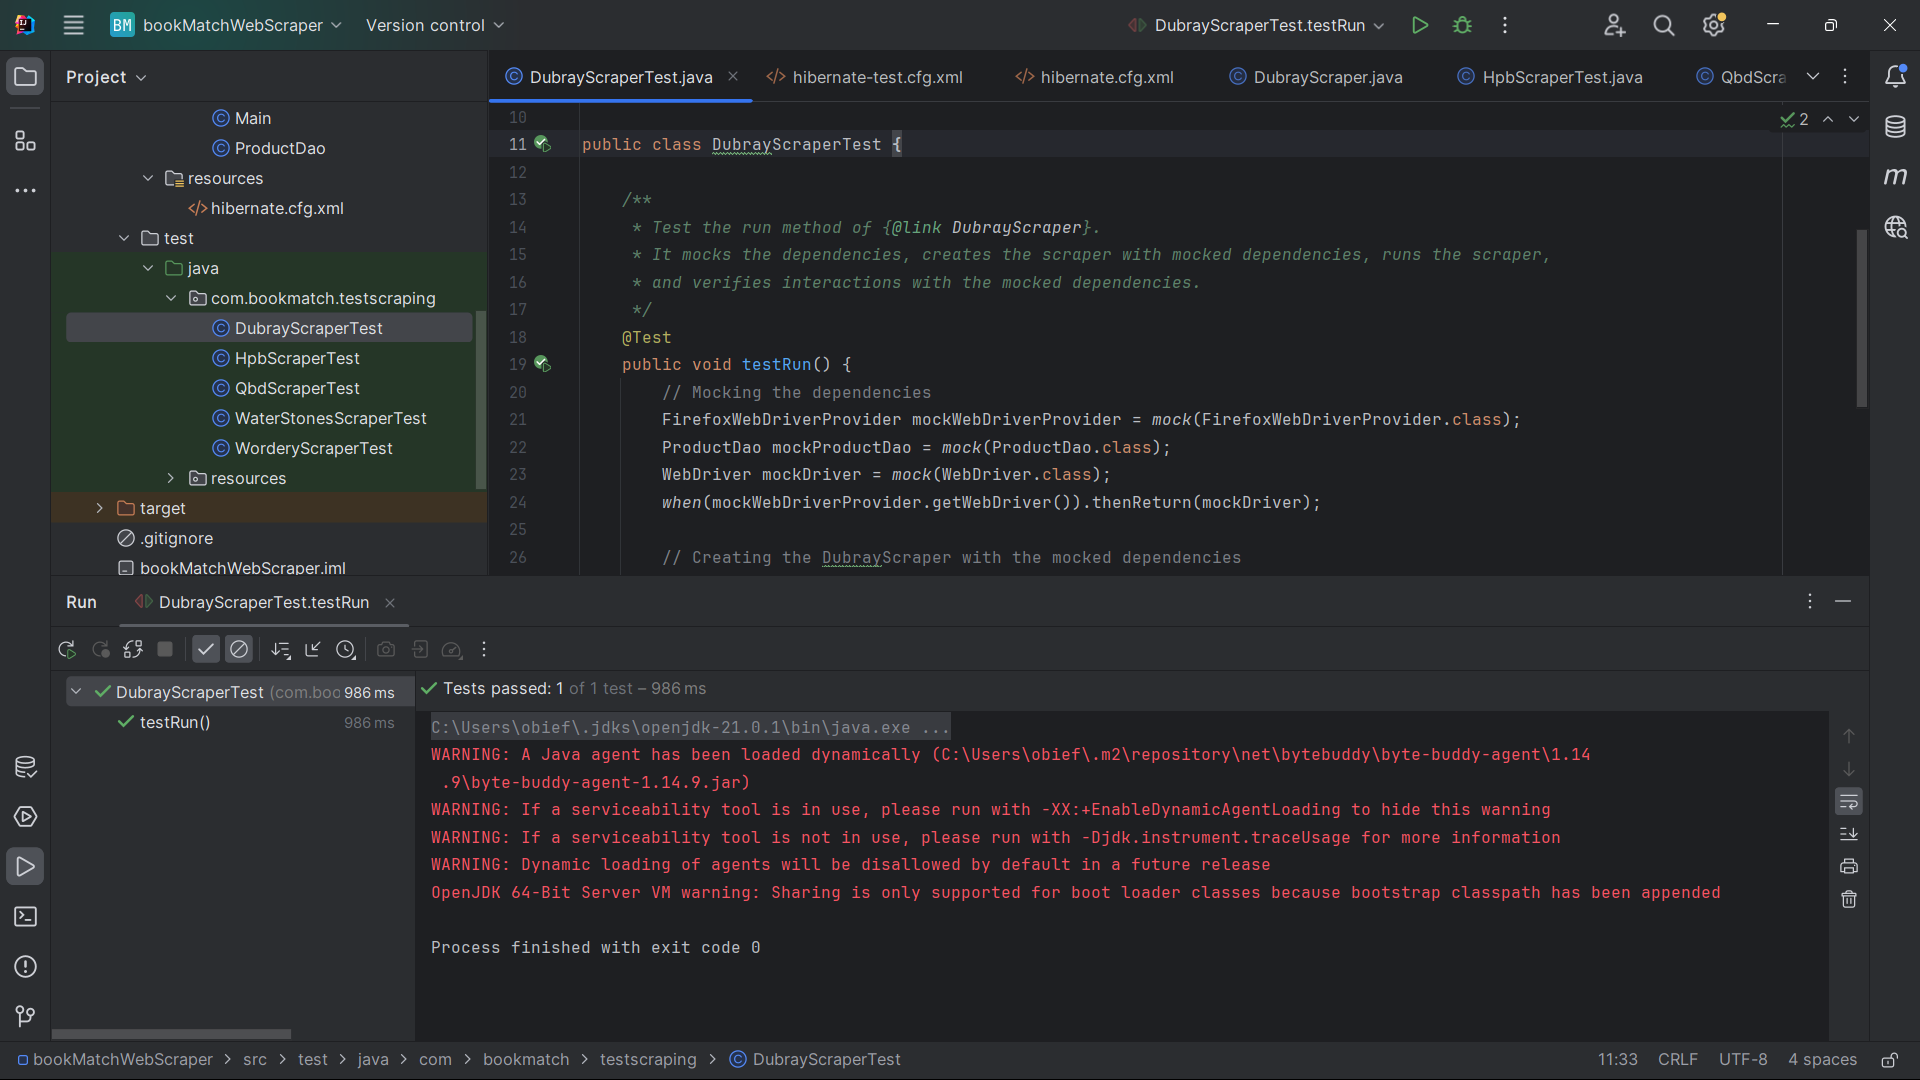 BM bookMatchWebScraper Version control DubrayScraperTest.testRun
Project
DubrayScraperTest.java hibernate-test.cfg.xml hibernate.cfg.xml DubrayScraper.java HpbScraperTest.java QbdScra
Main
ProductDao
resources
hibernate.cfg.xml
test
java
com.bookmatch.testscraping
DubrayScraperTest
HpbScraperTest
QbdScraperTest
WaterStonesScraperTest
WorderyScraperTest
resources
target
.gitignore
bookMatchWebScraper.iml
2
10
11 public class DubrayScraperTest {
12
13 /**
14 * Test the run method of {@link DubrayScraper}.
15 * It mocks the dependencies, creates the scraper with mocked dependencies, runs the scraper,
16 * and verifies interactions with the mocked dependencies.
17 */
18 @Test
19 public void testRun() {
20 // Mocking the dependencies
21 FirefoxWebDriverProvider mockWebDriverProvider = mock(FirefoxWebDriverProvider.class);
22 ProductDao mockProductDao = mock(ProductDao.class);
23 WebDriver mockDriver = mock(WebDriver.class);
24 when(mockWebDriverProvider.getWebDriver()).thenReturn(mockDriver);
25
26 // Creating the DubrayScraper with the mocked dependencies
m
Run DubrayScraperTest.testRun
DubrayScraperTest (com.boo 986 ms
testRun() 986 ms
Tests passed: 1 of 1 test – 986 ms
C:\Users\obief\.jdks\openjdk-21.0.1\bin\java.exe ...
WARNING: A Java agent has been loaded dynamically (C:\Users\obief\.m2\repository\net\bytebuddy\byte-buddy-agent\1.14
.9\byte-buddy-agent-1.14.9.jar)
WARNING: If a serviceability tool is in use, please run with -XX:+EnableDynamicAgentLoading to hide this warning
WARNING: If a serviceability tool is not in use, please run with -Djdk.instrument.traceUsage for more information
WARNING: Dynamic loading of agents will be disallowed by default in a future release
OpenJDK 64-Bit Server VM warning: Sharing is only supported for boot loader classes because bootstrap classpath has been appended
Process finished with exit code 0
bookMatchWebScraper > src > test > java > com > bookmatch > testscraping > DubrayScraperTest
11:33 CRLF UTF-8 4 spaces